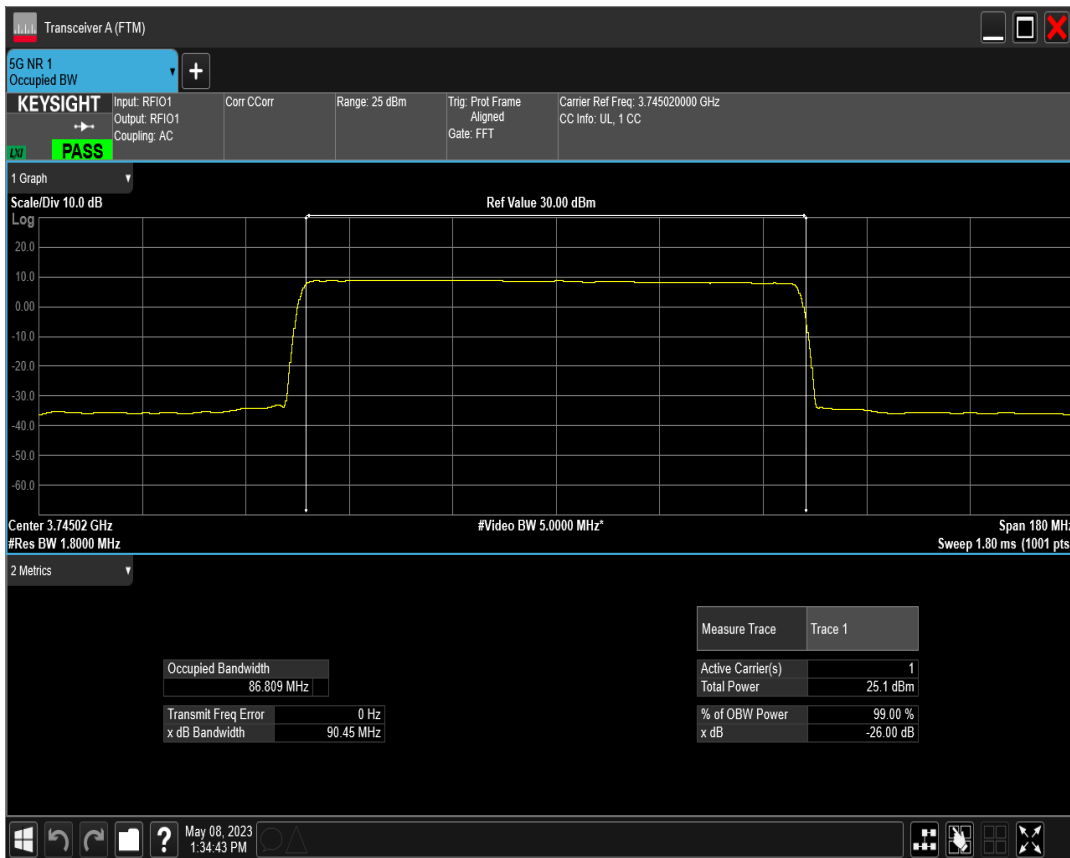 Transceiver A (FTM)
5G NR 1
Occupied BW
+
KEYSIGHT
LXI
PASS
Input: RFIO1
Output: RFIO1
Coupling: AC
Corr CCorr
Range: 25 dBm
Trig: Prot Frame
Aligned
Gate: FFT
Carrier Ref Freq: 3.745020000 GHz
CC Info: UL, 1 CC
1 Graph
Scale/Div 10.0 dB
Ref Value 30.00 dBm
Log
20.0
10.0
0.00
-10.0
-20.0
-30.0
-40.0
-50.0
-60.0
Center 3.74502 GHz
#Video BW 5.0000 MHz*
Span 180 MHz
#Res BW 1.8000 MHz
Sweep 1.80 ms (1001 pts
2 Metrics
Measure Trace Trace 1
Occupied Bandwidth
86.809 MHz
Active Carrier(s) 1
Total Power 25.1 dBm
Transmit Freq Error 0 Hz
x dB Bandwidth 90.45 MHz
% of OBW Power 99.00 %
x dB -26.00 dB
?
May 08, 2023
1:34:43 PM